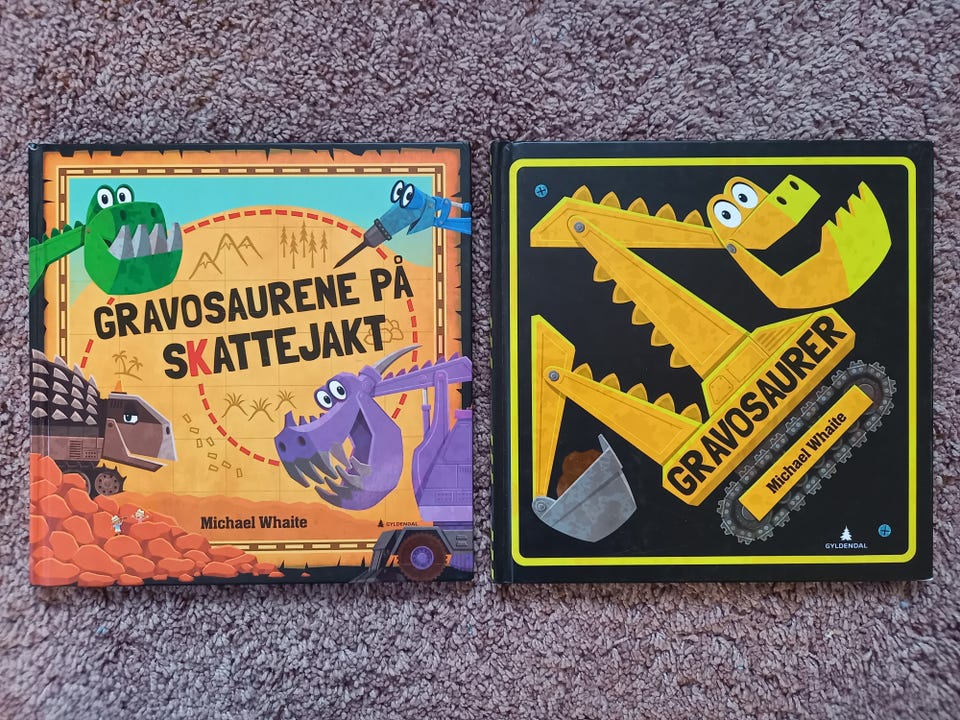 GRAVOSAURENE PÅ
SKATTEJAKT
Michael Whaite
GYLDENDAL
GRAVOSAURER
Michael Whaite
GYLDENDAL